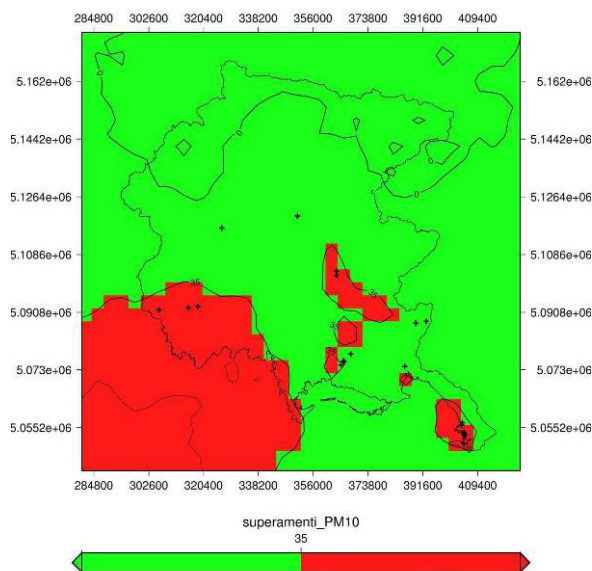 284800 302600 320400 338200 356000 373800 391600 409400
5.162e+06 5.162e+06
5.1442e+06 5.1442e+06
5.1264e+06 5.1264e+06
5.1086e+06 5.1086e+06
5.0908e+06 5.0908e+06
5.073e+06 5.073e+06
5.0552e+06 5.0552e+06
284800 302600 320400 338200 356000 373800 391600 409400
35
35
35
superamenti_PM10
35